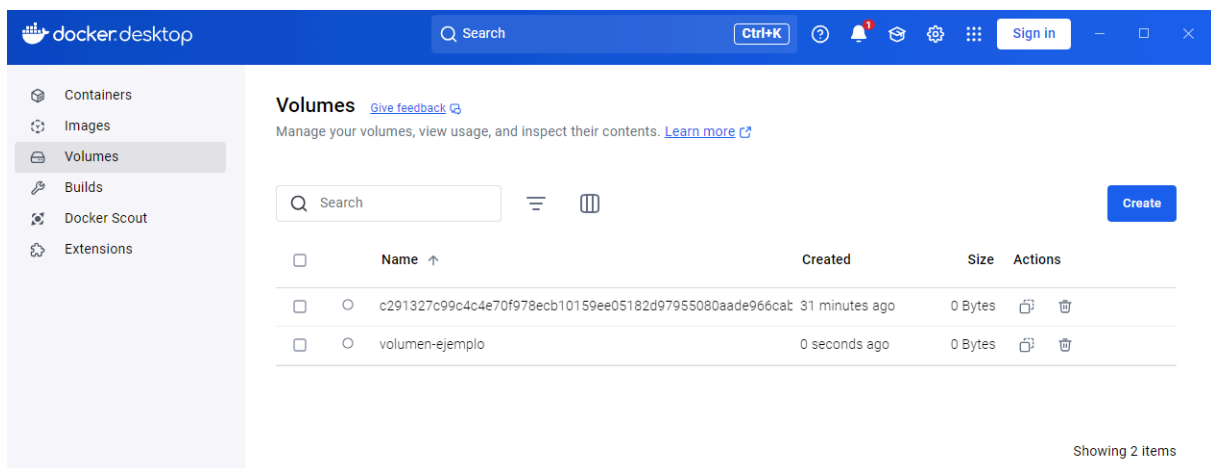 docker.desktop Search Ctrl+K 1 Sign in
Containers
Images
Volumes
Builds
Docker Scout
Extensions
Volumes Give feedback
Manage your volumes, view usage, and inspect their contents. Learn more
Search Create
Name Created Size Actions
c291327c99c4c4e70f978ecb10159ee05182d97955080aade966cab 31 minutes ago 0 Bytes
volumen-ejemplo 0 seconds ago 0 Bytes
Showing 2 items